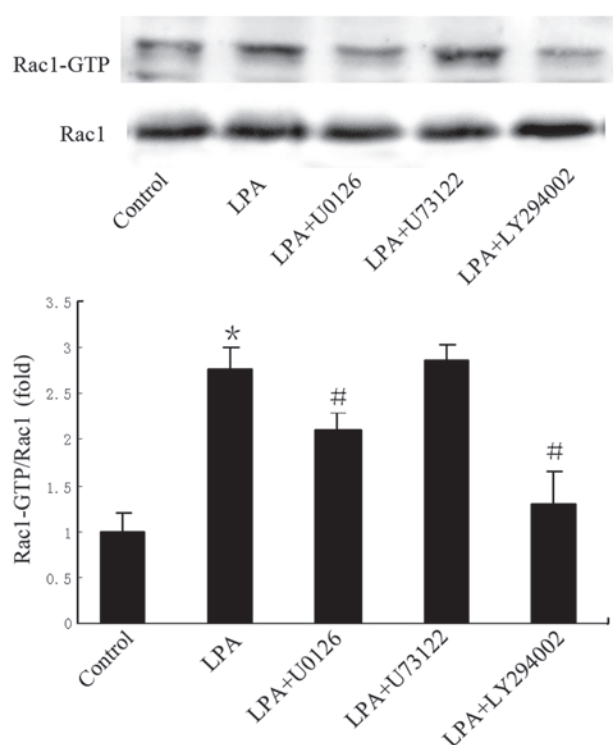 Rac1-GTP
Rac1
Control
LPA
LPA+U0126
LPA+U73122
LPA+LY294002
Rac1-GTP/Rac1 (fold)
3.5
3
2.5
2
1.5
1
0.5
0
*
#
#
Control
LPA
LPA+U0126
LPA+U73122
LPA+LY294002